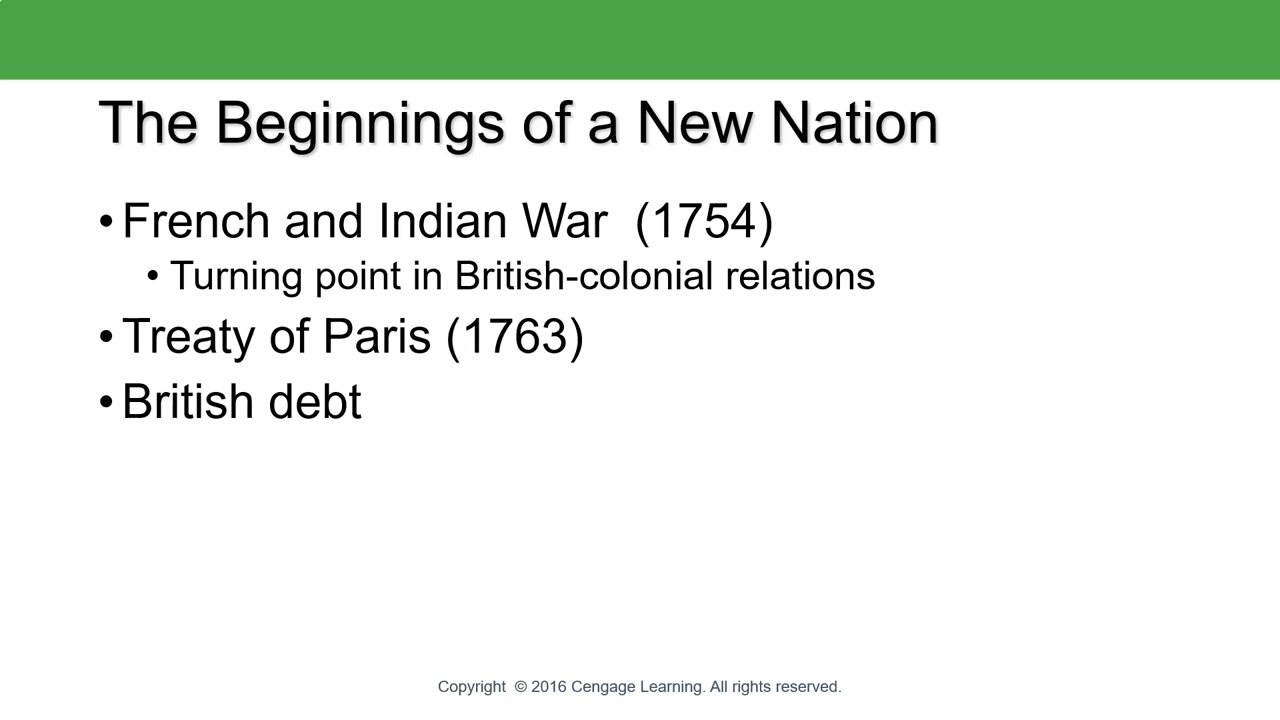 The Beginnings of a New Nation
• French and Indian War  (1754)
• Turning point in British-colonial relations
• Treaty of Paris (1763)
• British debt
Copyright  © 2016 Cengage Learning. All rights reserved.